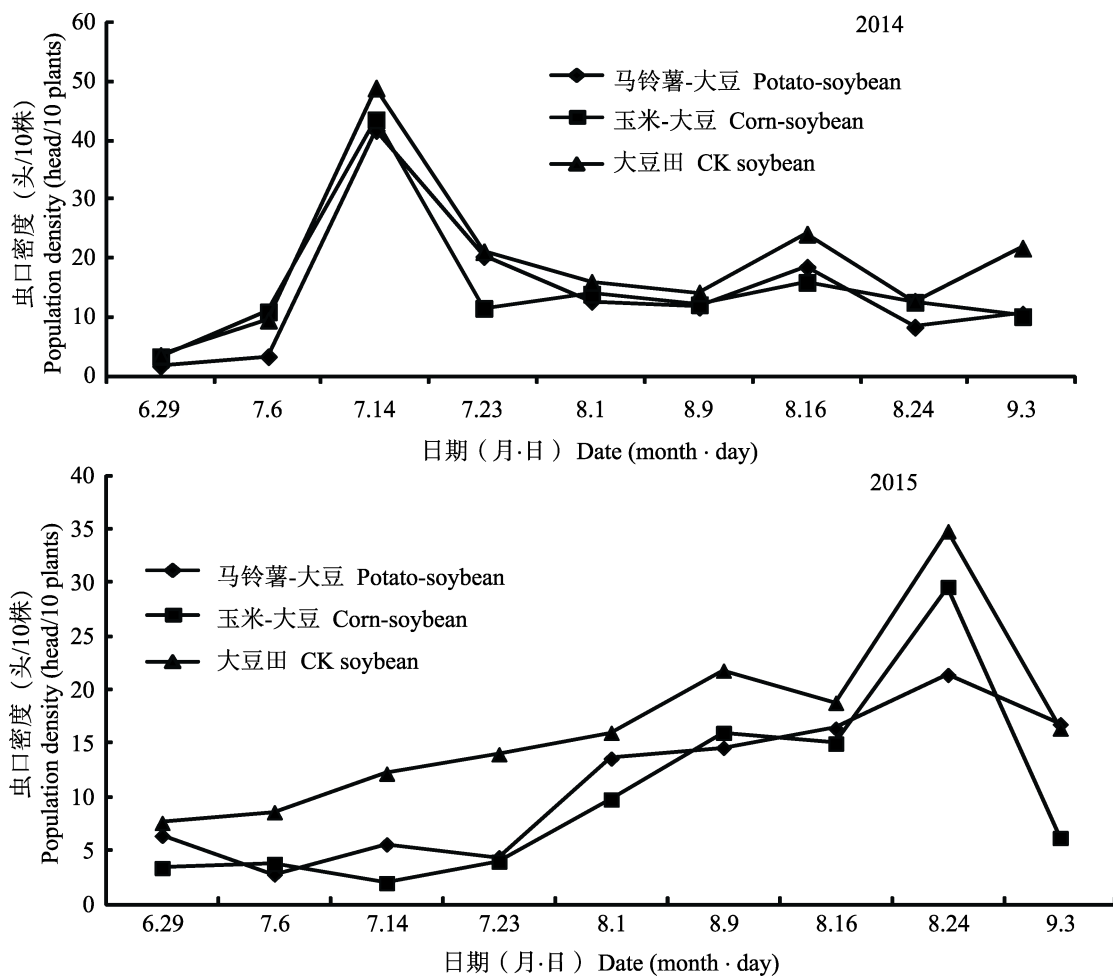 2014
马铃薯-大豆 Potato-soybean
玉米-大豆 Corn-soybean
大豆田 CK soybean
虫口密度（头/10株）
Population density (head/10 plants)
60
50
40
30
20
10
0
6.29 7.6 7.14 7.23 8.1 8.9 8.16 8.24 9.3
日期（月·日） Date (month · day)
2015
马铃薯-大豆 Potato-soybean
玉米-大豆 Corn-soybean
大豆田 CK soybean
虫口密度（头/10株）
Population density (head/10 plants)
40
35
30
25
20
15
10
5
0
6.29 7.6 7.14 7.23 8.1 8.9 8.16 8.24 9.3
日期（月·日） Date (month · day)